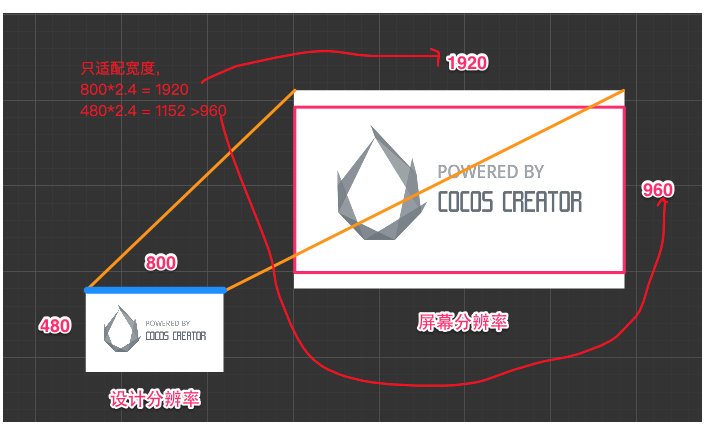 只适配宽度，
800*2.4 = 1920
480*2.4 = 1152 >960
1920
POWERED BY
COCOS CREATOR
960
800
480
POWERED BY
COCOS CREATOR
屏幕分辨率
设计分辨率